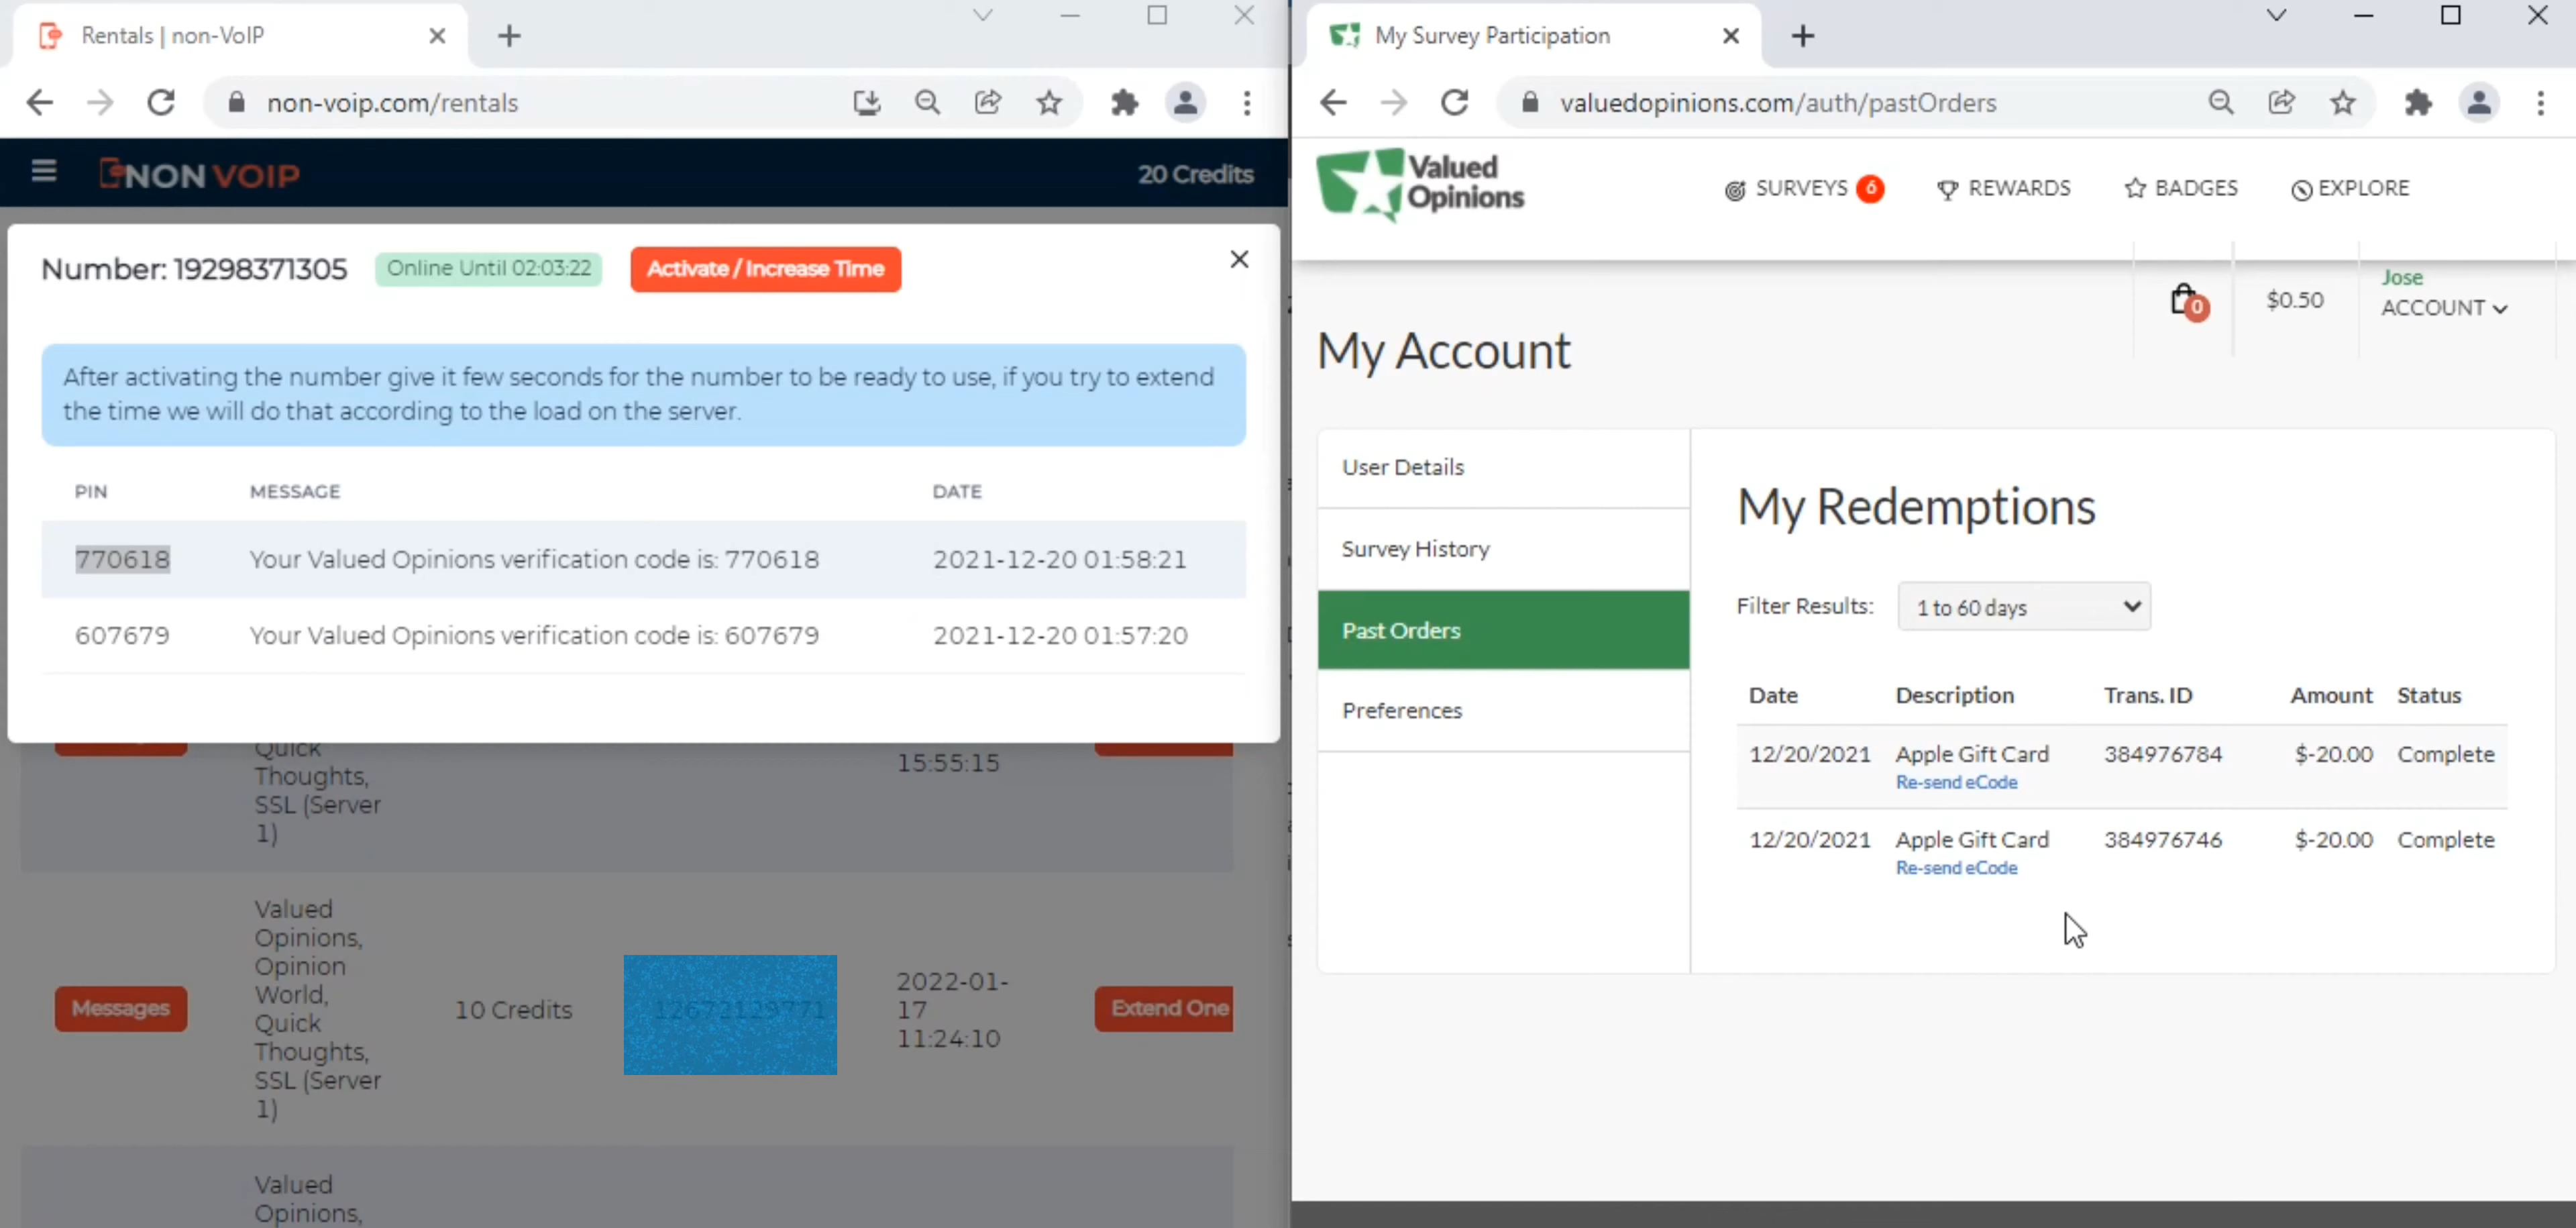 Rentals | non-VoIP
non-voip.com/rentals
NON VOIP
20 Credits
Number: 19298371305
Online Until 02:03:22
Activate / Increase Time
After activating the number give it few seconds for the number to be ready to use, if you try to extend
the time we will do that according to the load on the server.
PIN MESSAGE DATE
770618 Your Valued Opinions verification code is: 770618 2021-12-20 01:58:21
607679 Your Valued Opinions verification code is: 607679 2021-12-20 01:57:20
Quick
Thoughts,
SSL (Server
1)
15:55:15
Messages
Valued
Opinions,
Opinion
World,
Quick
Thoughts,
SSL (Server
1)
10 Credits
2022-01-
17
11:24:10
Extend One
Valued
Opinions,
My Survey Participation
valuedopinions.com/auth/pastOrders
Valued
Opinions
SURVEYS 6
REWARDS
BADGES
EXPLORE
0
$0.50
Jose
ACCOUNT
My Account
User Details
Survey History
Past Orders
Preferences
My Redemptions
Filter Results: 1 to 60 days
Date Description Trans. ID Amount Status
12/20/2021 Apple Gift Card 384976784 $-20.00 Complete
Re-send eCode
12/20/2021 Apple Gift Card 384976746 $-20.00 Complete
Re-send eCode